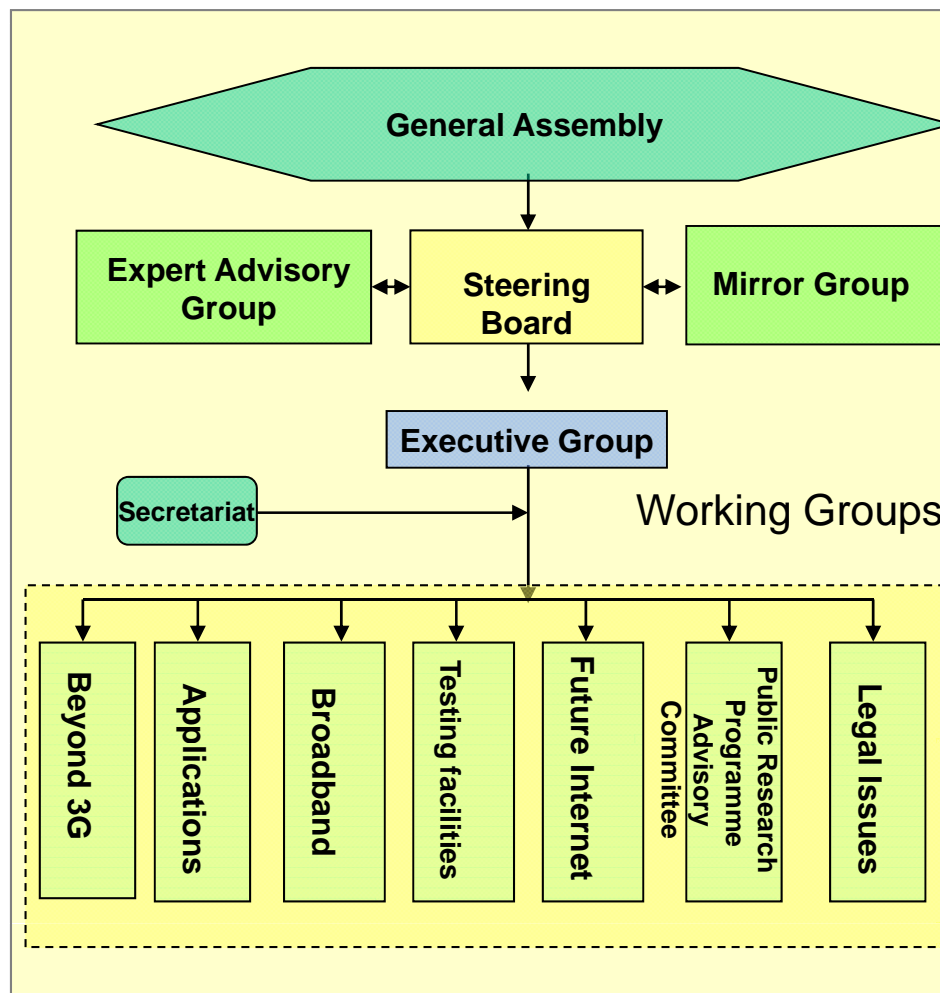 General Assembly
Expert Advisory
Group
Steering
Board
Mirror Group
Executive Group
Secretariat
Working Groups
Beyond 3G
Applications
Broadband
Testing facilities
Future Internet
Public Research
Programme
Advisory
Committee
Legal Issues